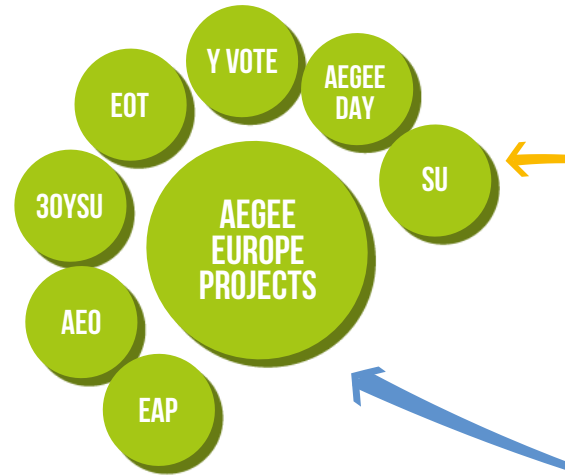 Y VOTE
AEGEE
DAY
EOT
SU
30YSU
AEGEE
EUROPE
PROJECTS
AEO
EAP